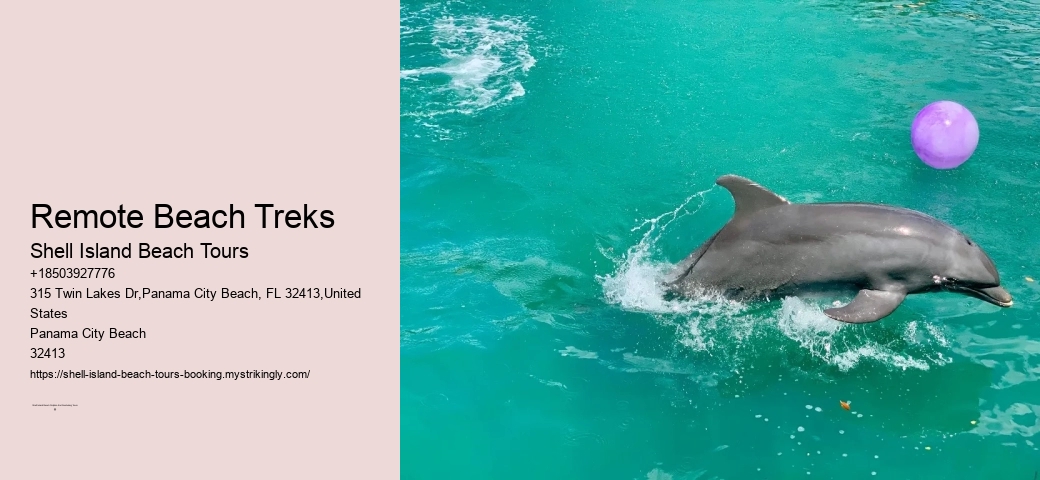 Remote Beach Treks
Shell Island Beach Tours
+18503927776
315 Twin Lakes Dr,Panama City Beach, FL 32413,United
States
Panama City Beach
32413
https://shell-island-beach-tours-booking.mystrikingly.com/